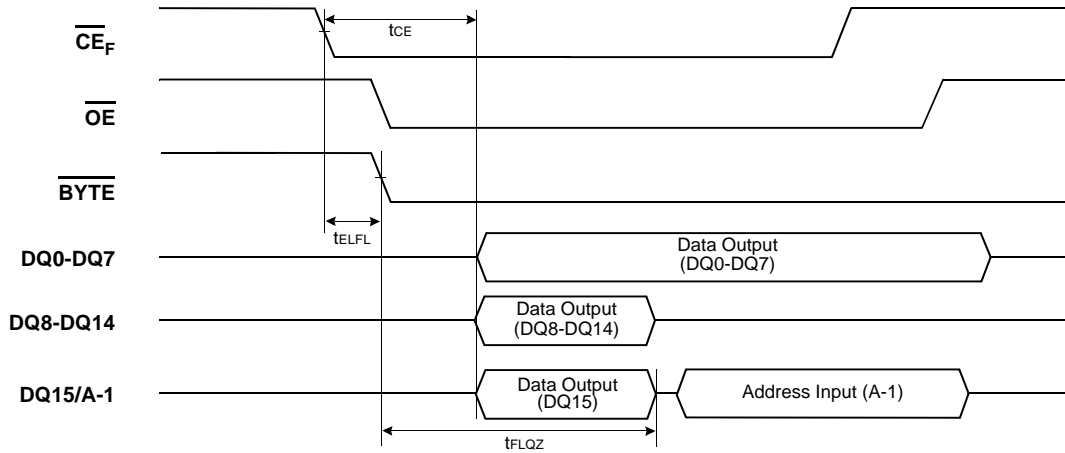 tCE
CEF
OE
BYTE
tELFL
Data Output
(DQ0-DQ7)
DQ0-DQ7
Data Output
(DQ8-DQ14)
DQ8-DQ14
Data Output
(DQ15)
Address Input (A-1)
DQ15/A-1
tFLQZ